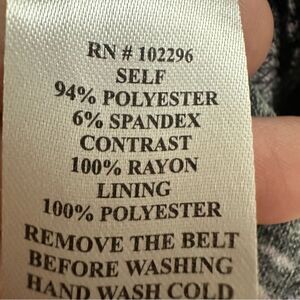 RN # 102296
SELF
94% POLYESTER
6% SPANDEX
CONTRAST
100% RAYON
LINING
100% POLYESTER
REMOVE THE BELT
BEFORE WASHING
HAND WASH COLD